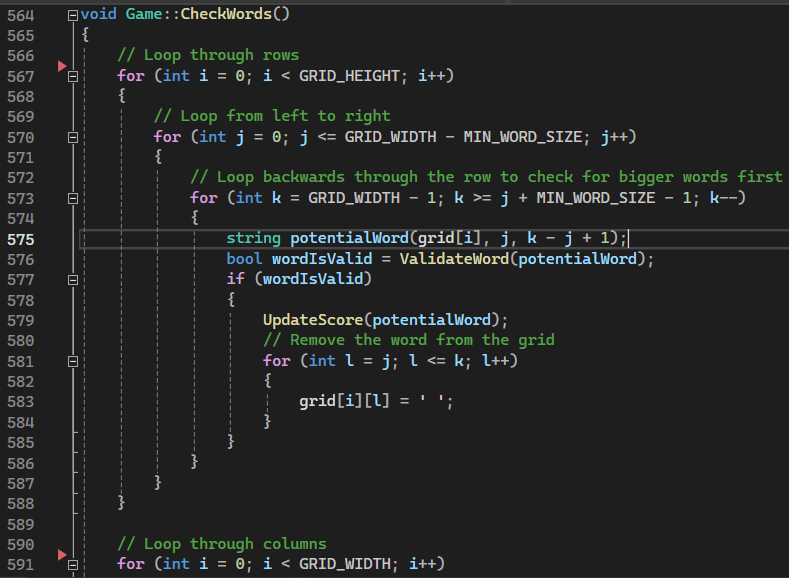 564 void Game::CheckWords()
565 {
566     // Loop through rows
567     for (int i = 0; i < GRID_HEIGHT; i++)
568     {
569         // Loop from left to right
570         for (int j = 0; j <= GRID_WIDTH - MIN_WORD_SIZE; j++)
571         {
572             // Loop backwards through the row to check for bigger words first
573             for (int k = GRID_WIDTH - 1; k >= j + MIN_WORD_SIZE - 1; k--)
574             {
575                 string potentialWord(grid[i], j, k - j + 1);
576                 bool wordIsValid = ValidateWord(potentialWord);
577                 if (wordIsValid)
578                 {
579                     UpdateScore(potentialWord);
580                     // Remove the word from the grid
581                     for (int l = j; l <= k; l++)
582                     {
583                         grid[i][l] = ' ';
584                     }
585                 }
586             }
587         }
588     }
589
590     // Loop through columns
591     for (int i = 0; i < GRID_WIDTH; i++)